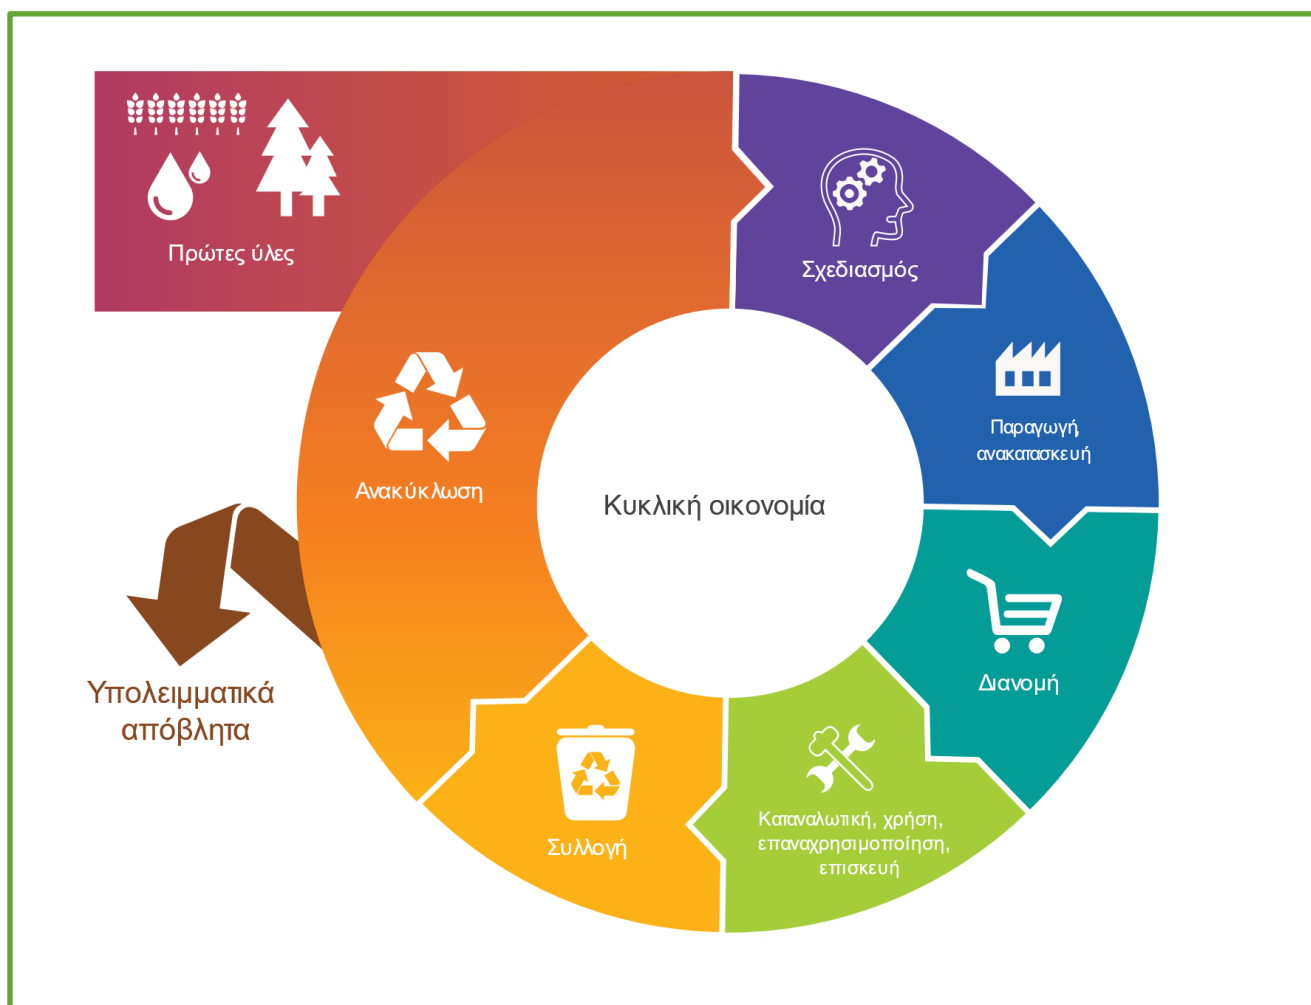 Πρώτες ύλες
Σχεδιασμός
Παραγωγή,
ανακατασκευή
Ανακύκλωση
Κυκλική οικονομία
Διανομή
Υπολειμματικά
απόβλητα
Καταναλωτική, χρήση,
επαναχρησιμοποίηση,
επισκευή
Συλλογή